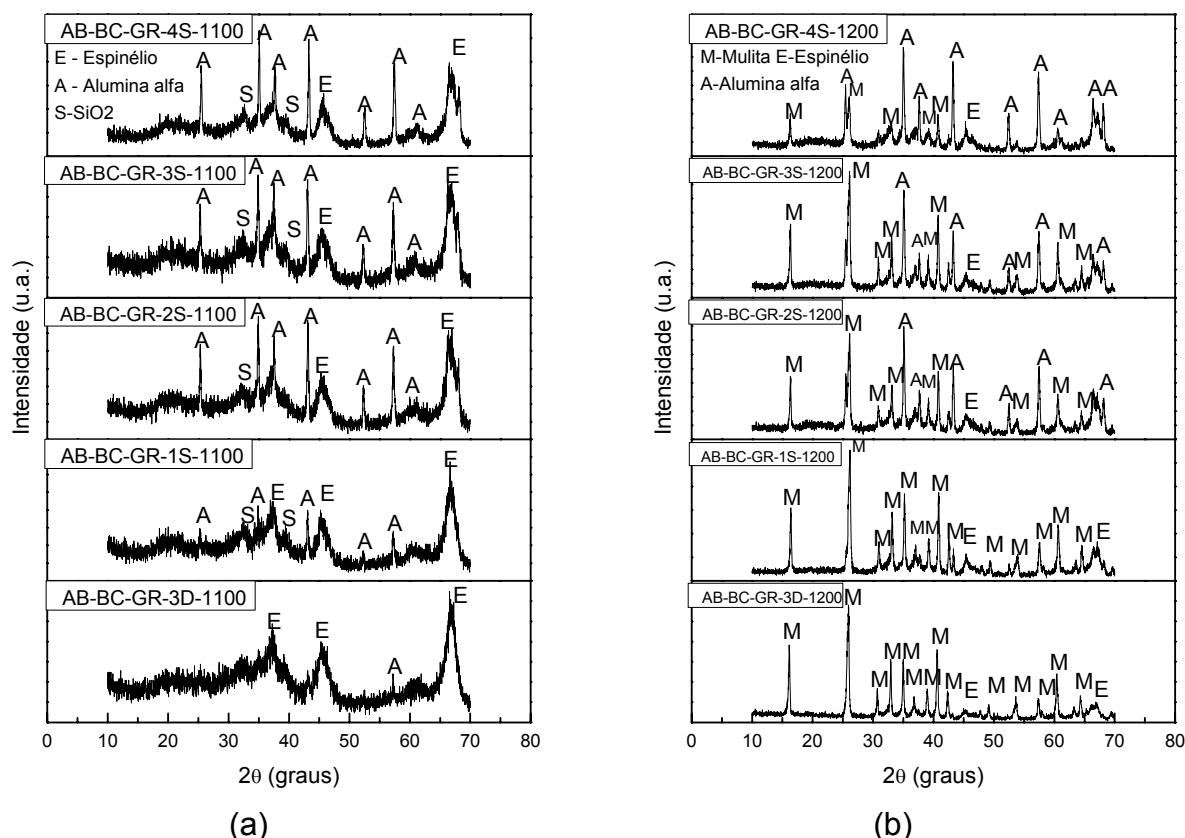 AB-BC-GR-4S-1100
E - Espinélio
A - Alumina alfa
S-SiO2
A
S
A
A
S
A
E
A
A
A
E
AB-BC-GR-3S-1100
A
S
A
A
S
A
E
A
A
A
E
AB-BC-GR-2S-1100
A
S
A
A
A
E
A
A
A
E
AB-BC-GR-1S-1100
A
S
A
E
S
A
E
A
A
E
AB-BC-GR-3D-1100
E
E
A
E
Intensidade (u.a.)
0 10 20 30 40 50 60 70 80
2θ (graus)
(a)
AB-BC-GR-4S-1200
M-Mulita E-Espinélio
A-Alumina alfa
M
A
M
M
A
A
M
M
A
E
A
A
A
A A
AB-BC-GR-3S-1200
M
M
M
M
A
A
M
M
A
E
A
M
A
M
M
A
AB-BC-GR-2S-1200
M
M
M
M
A
A
M
M
A
E
A
M
A
M
M
A
AB-BC-GR-1S-1200
M
M
M
M
M
M M
M
M
E
M
M
M
M
M
E
AB-BC-GR-3D-1200
M
M
M
M
M
M
M
M
M
E
M
M
M
M
M
E
Intensidade (u.a.)
0 10 20 30 40 50 60 70 80
2θ (graus)
(b)